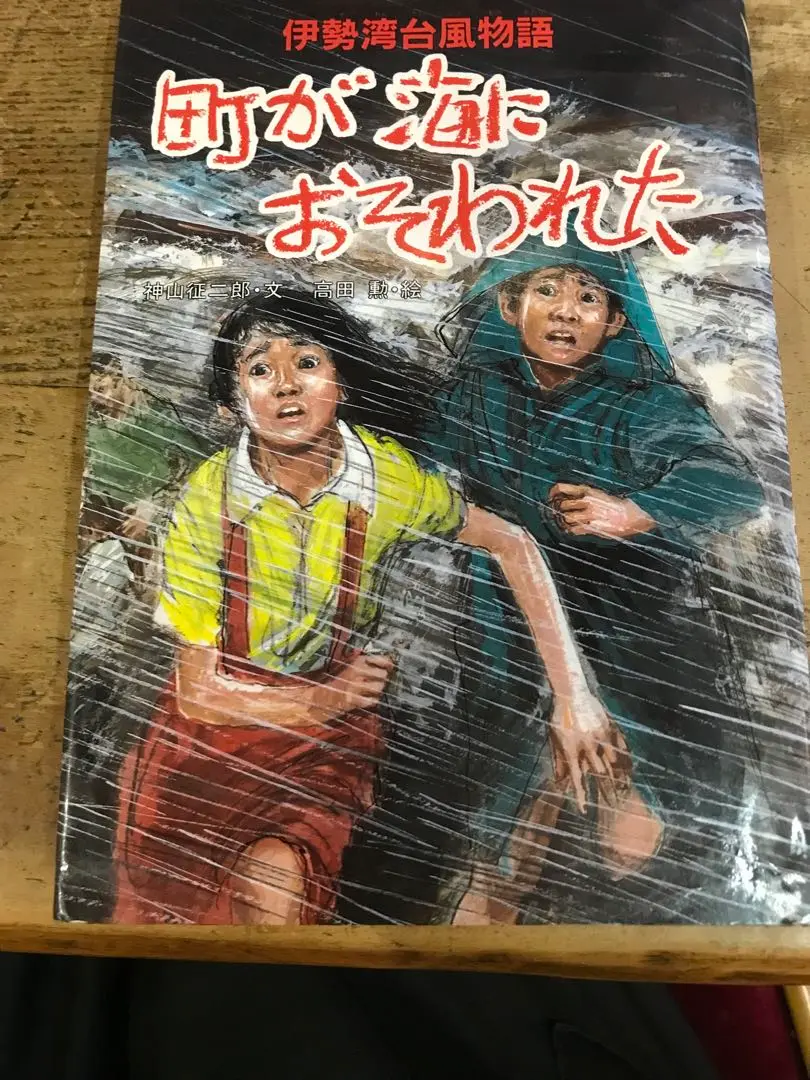 伊勢湾台風物語
町が海に
おそわれた
神山征二郎・文 高田 勲・絵